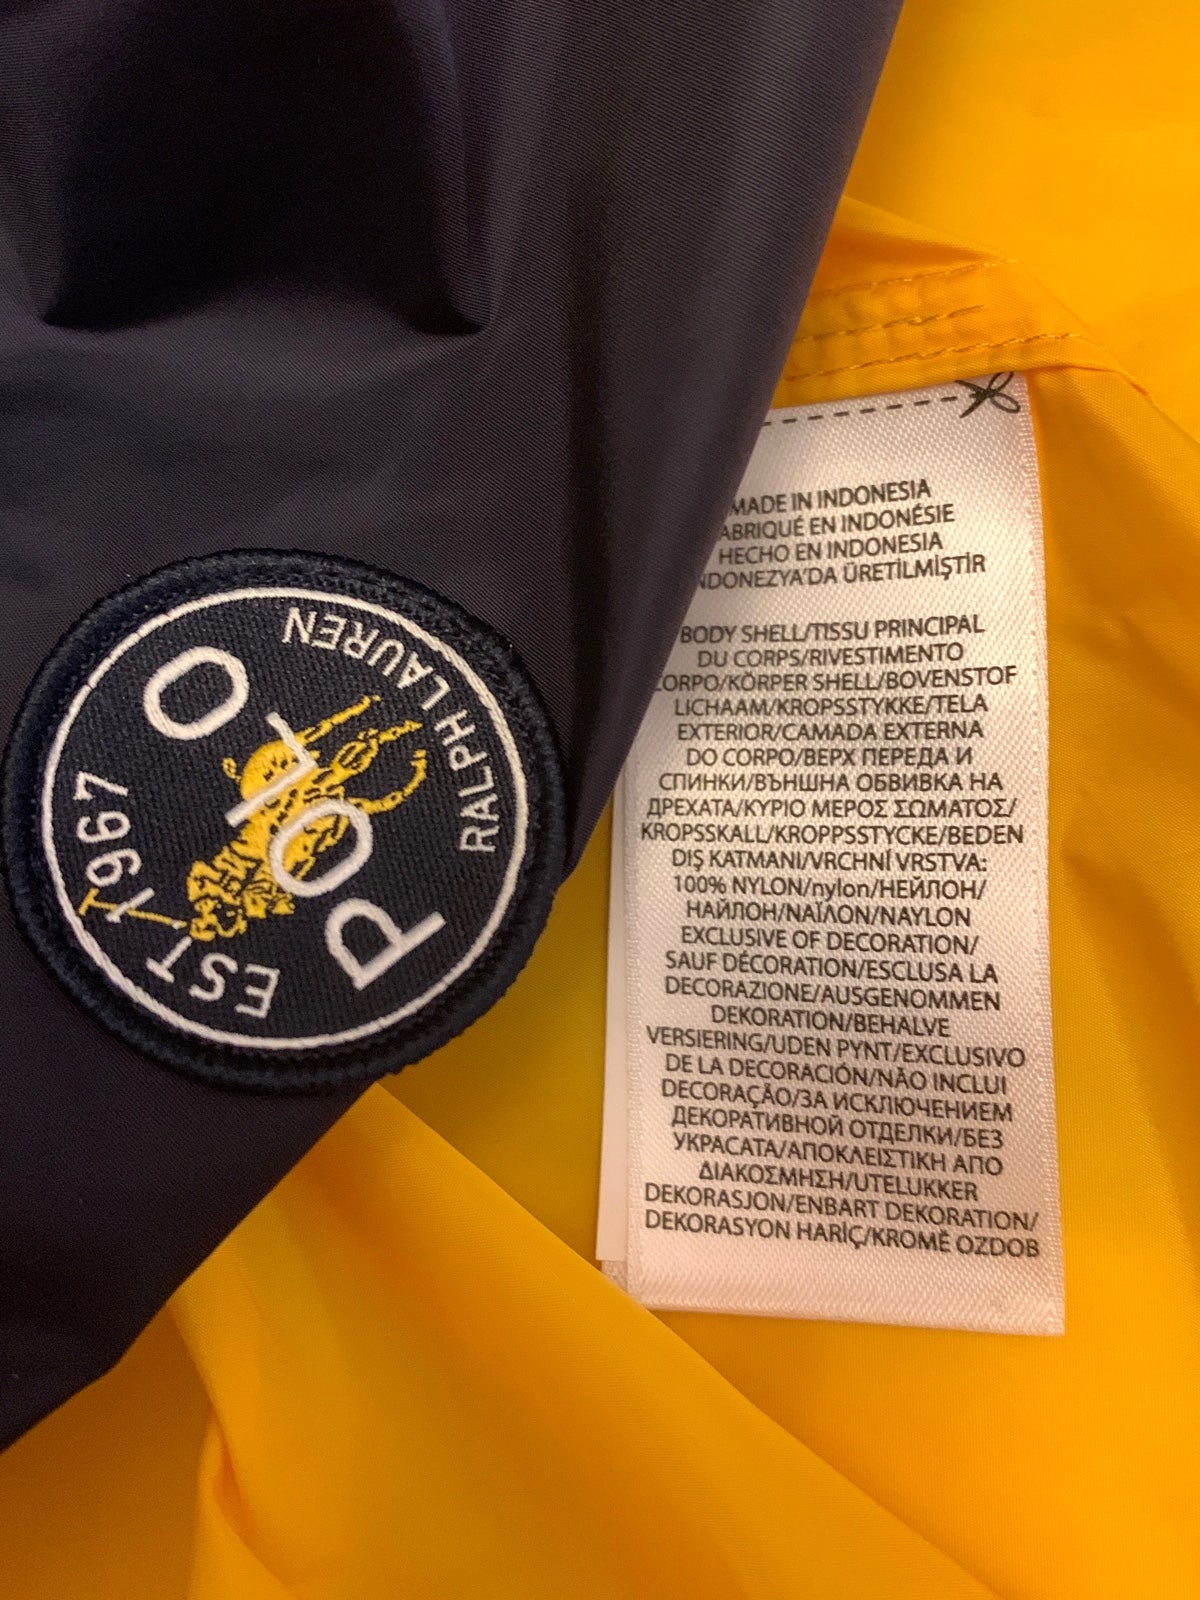 MADE IN INDONESIA
ABRIQUÉ EN INDONÉSIE
HECHO EN INDONESIA
NDONEZYA'DA ÜRETİLMİŞTİR
BODY SHELL/TISSU PRINCIPAL
DU CORPS/RIVESTIMENTO
CORPO/KÖRPER SHELL/BOVENSTOF
LICHAAM/KROPSSTYKKE/TELA
EXTERIOR/CAMADA EXTERNA
DO CORPO/ВЕРХ ПЕРЕДА И
СПИНКИ/ВЪНШНА ОБВИВКА НА
ДРЕХАТА/ΚΥΡΙΟ ΜΕΡΟΣ ΣΩΜΑΤΟΣ/
KROPSSKALL/KROPPSSTYCKE/BEDEN
DIŞ KATMANI/VRCHNÍ VRSTVA:
100% NYLON/nylon/НЕЙЛОН/
НАЙЛОН/ΝΑΪΛΟΝ/NAYLON
EXCLUSIVE OF DECORATION/
SAUF DÉCORATION/ESCLUSA LA
DECORAZIONE/AUSGENOMMEN
DEKORATION/BEHALVE
VERSIERING/UDEN PYNT/EXCLUSIVO
DE LA DECORACIÓN/NÃO INCLUI
DECORAÇÃO/ЗА ИСКЛЮЧЕНИЕМ
ДЕКОРАТИВНОЙ ОТДЕЛКИ/БЕЗ
УКРАСАТА/ΑΠΟΚΛΕΙΣΤΙΚΗ ΑΠΟ
ΔΙΑΚΟΣΜΗΣΗ/UTELUKKER
DEKORASJON/ENBART DEKORATION/
DEKORASYON HARİÇ/KROMĚ OZDOB
EST 1967
POLO
RALPH LAUREN